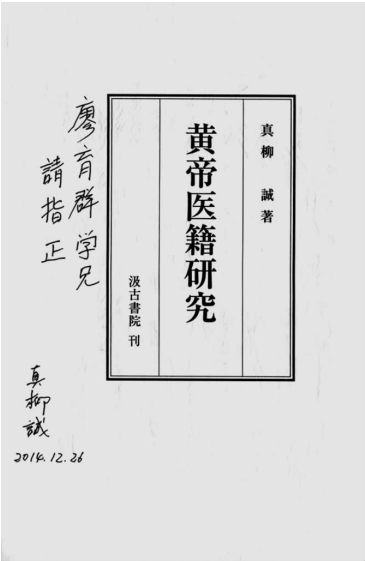 真柳　誠著
黄帝医籍研究
汲古書院 刊
廖育群 学兄
請指正
真柳誠
2014.12.26